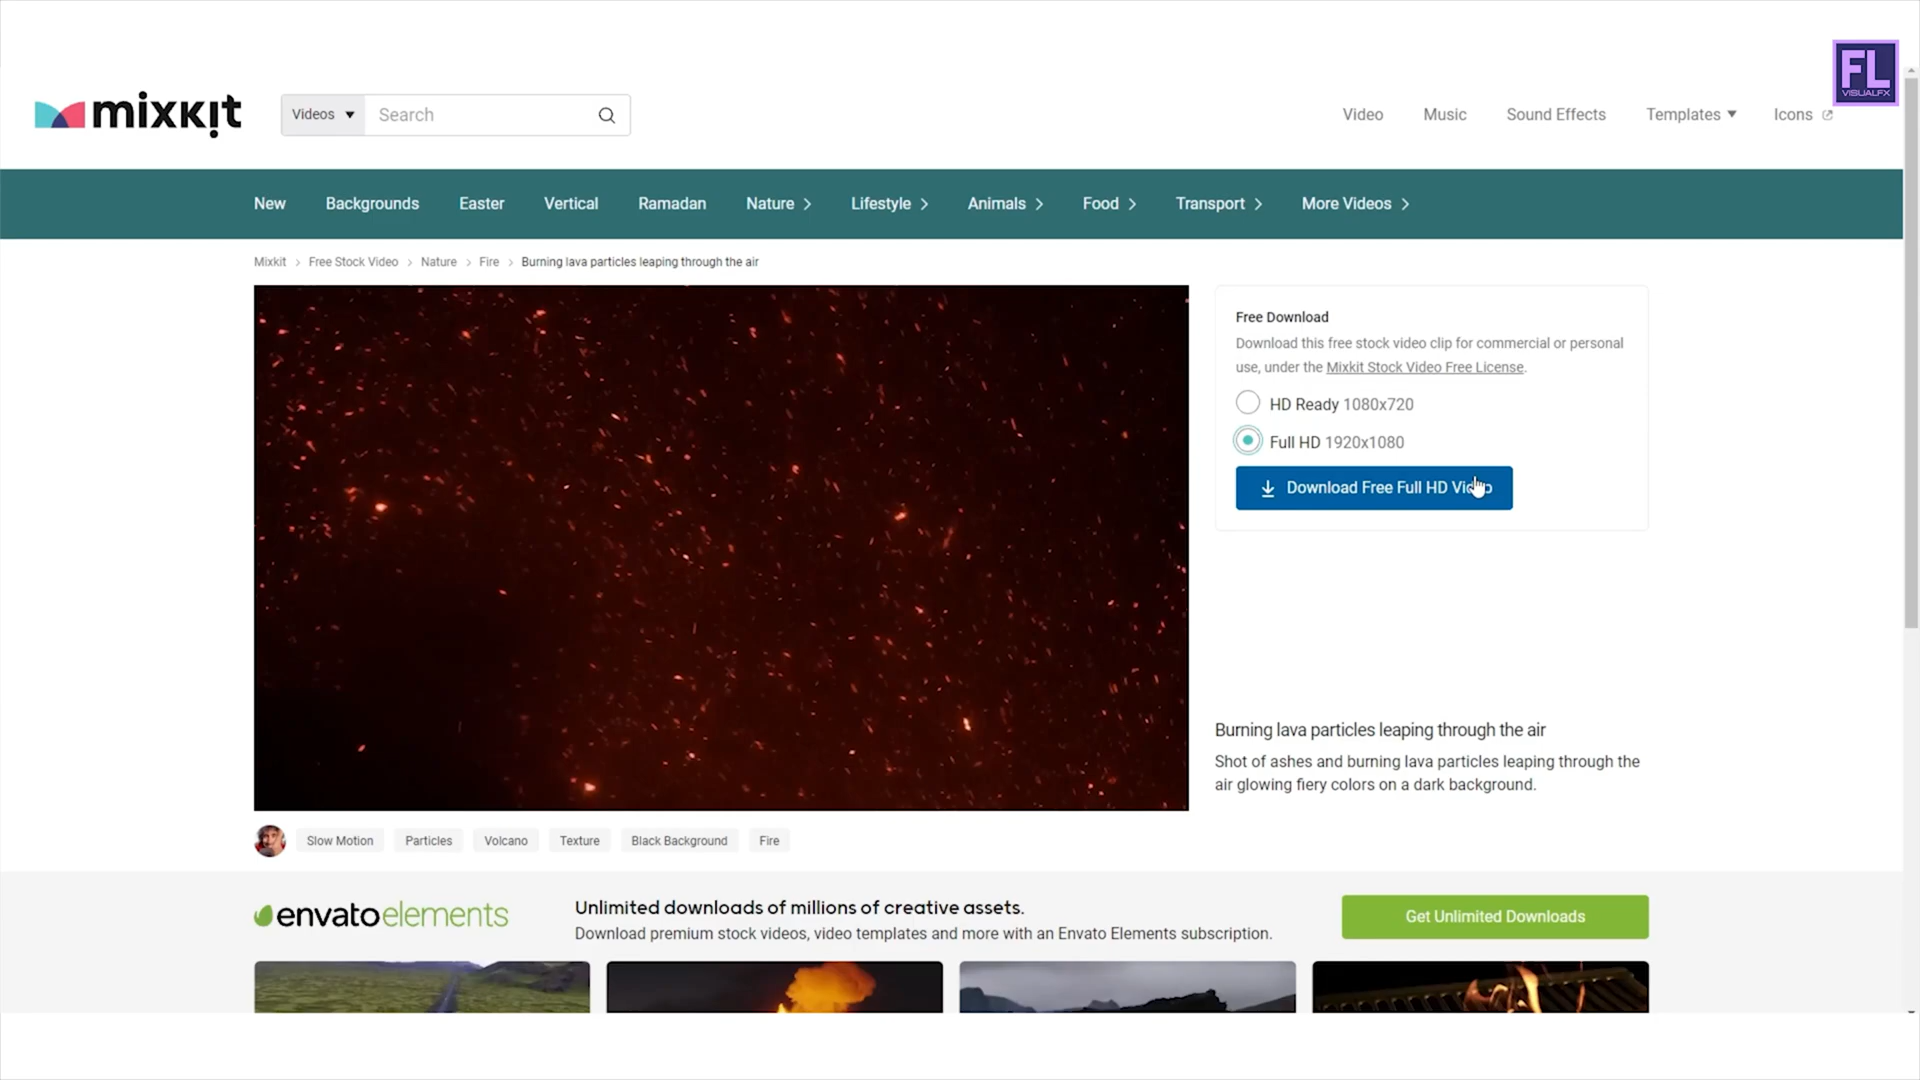 FL
VISUALFX
mixkit
Videos
Search
Video
Music
Sound Effects
Templates
Icons
New
Backgrounds
Easter
Vertical
Ramadan
Nature
Lifestyle
Animals
Food
Transport
More Videos
Mixkit > Free Stock Video > Nature > Fire > Burning lava particles leaping through the air
Free Download
Download this free stock video clip for commercial or personal
use, under the Mixkit Stock Video Free License.
HD Ready 1080x720
Full HD 1920x1080
Download Free Full HD Video
Burning lava particles leaping through the air
Shot of ashes and burning lava particles leaping through the
air glowing fiery colors on a dark background.
Slow Motion
Particles
Volcano
Texture
Black Background
Fire
envato elements
Unlimited downloads of millions of creative assets.
Download premium stock videos, video templates and more with an Envato Elements subscription.
Get Unlimited Downloads